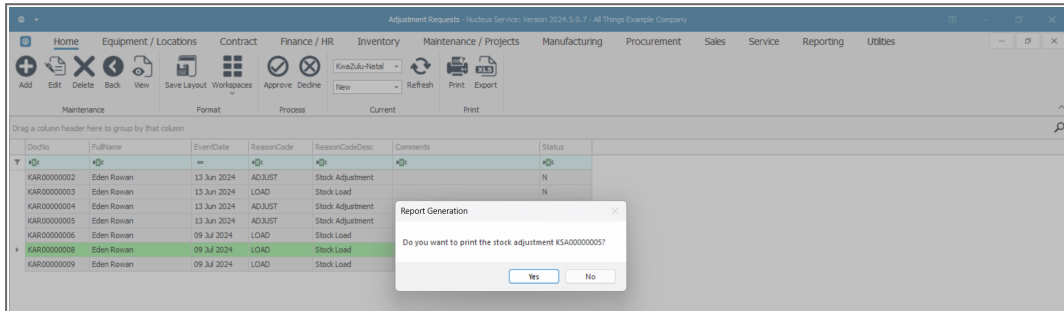 Adjustment Requests - Nucleus Service: Version 2024.5.0.7 - All Things Example Company
Home Equipment / Locations Contract Finance / HR Inventory Maintenance / Projects Manufacturing Procurement Sales Service Reporting Utilities
Add Edit Delete Back View Save Layout Workspaces Approve Decline KwaZulu-Natal New Refresh Print XLS Export
Maintenance Format Process Current Print
Drag a column header here to group by that column
DocNo FullName EventDate ReasonCode ReasonCodeDesc Comments Status
=
KAR00000002 Eden Rowan 13 Jun 2024 ADJUST Stock Adjustment N
KAR00000003 Eden Rowan 13 Jun 2024 LOAD Stock Load N
KAR00000004 Eden Rowan 13 Jun 2024 ADJUST Stock Adjustment
KAR00000005 Eden Rowan 13 Jun 2024 ADJUST Stock Adjustment
KAR00000006 Eden Rowan 09 Jul 2024 LOAD Stock Load
KAR00000008 Eden Rowan 09 Jul 2024 LOAD Stock Load
KAR00000009 Eden Rowan 09 Jul 2024 LOAD Stock Load
Report Generation
Do you want to print the stock adjustment KSA00000005?
Yes No